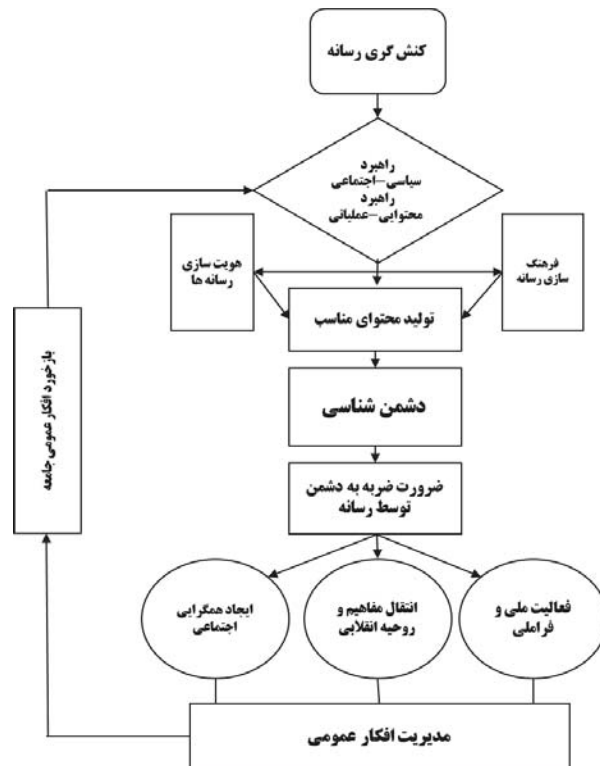 کنش گری رسانه
راهبرد
سیاسی-اجتماعی
راهبرد
محتوایی-عملیاتی
فرهنگ
سازی رسانه
هویت سازی
رسانه ها
تولید محتوای مناسب
دشمن شناسی
ضرورت ضربه به دشمن
توسط رسانه
فعالیت ملی و
فراملی
انتقال مفاهیم و
روحیه انقلابی
ایجاد همگرایی
اجتماعی
مدیریت افکار عمومی
بازخورد افکار عمومی جامعه